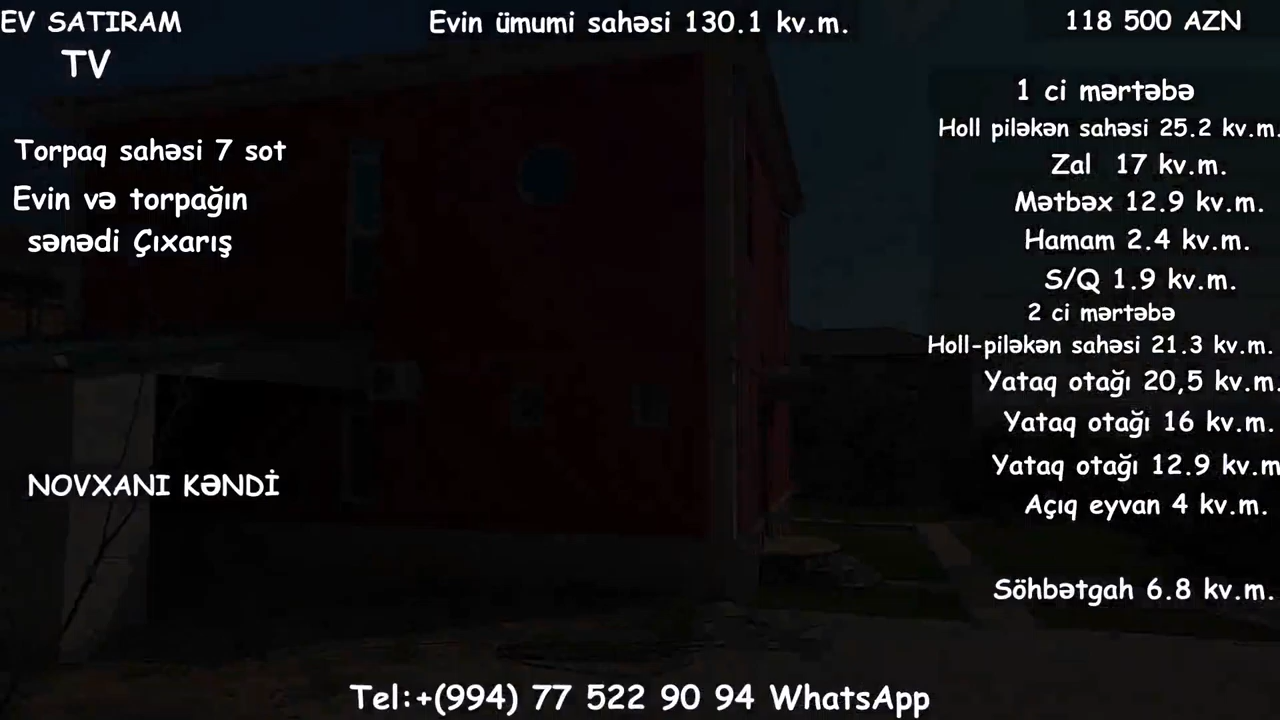 EV SATIRAM
TV
Evin ümumi sahəsi 130.1 kv.m.
118 500 AZN
Torpaq sahəsi 7 sot
Evin və torpağın
sənədi Çıxarış
NOVXANI KƏNDİ
1 ci mərtəbə
Holl piləkən sahəsi 25.2 kv.m.
Zal 17 kv.m.
Mətbəx 12.9 kv.m.
Hamam 2.4 kv.m.
S/Q 1.9 kv.m.
2 ci mərtəbə
Holl-piləkən sahəsi 21.3 kv.m.
Yataq otağı 20,5 kv.m.
Yataq otağı 16 kv.m.
Yataq otağı 12.9 kv.m
Açıq eyvan 4 kv.m.
Söhbətgah 6.8 kv.m.
Tel:+(994) 77 522 90 94 WhatsApp